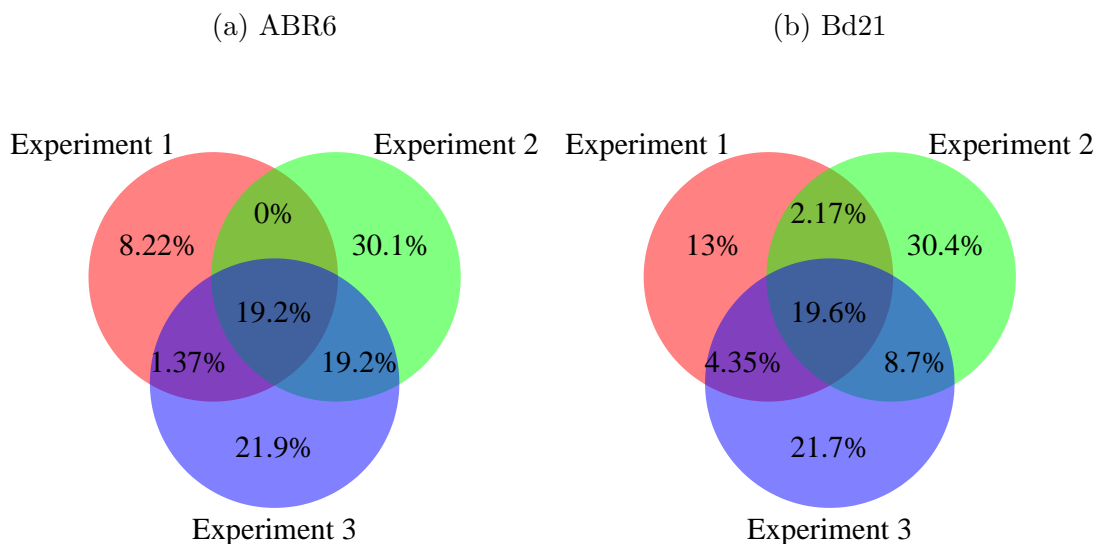 (a) ABR6
(b) Bd21
Experiment 1
Experiment 2
0%
8.22%
30.1%
19.2%
1.37%
19.2%
21.9%
Experiment 3
Experiment 1
Experiment 2
2.17%
13%
30.4%
19.6%
4.35%
8.7%
21.7%
Experiment 3